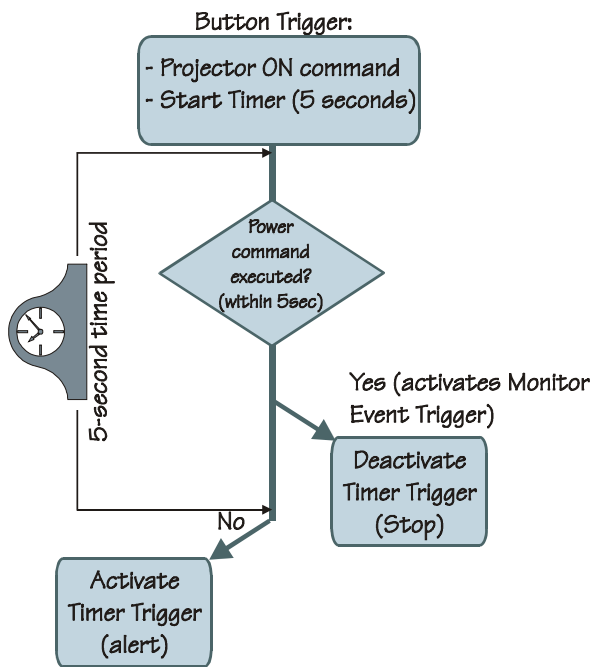 Button Trigger:
- Projector ON command
- Start Timer (5 seconds)
Power
command
executed?
(within 5sec)
5-second time period
Yes (activates Monitor
Event Trigger)
Deactivate
Timer Trigger
(Stop)
No
Activate
Timer Trigger
(alert)